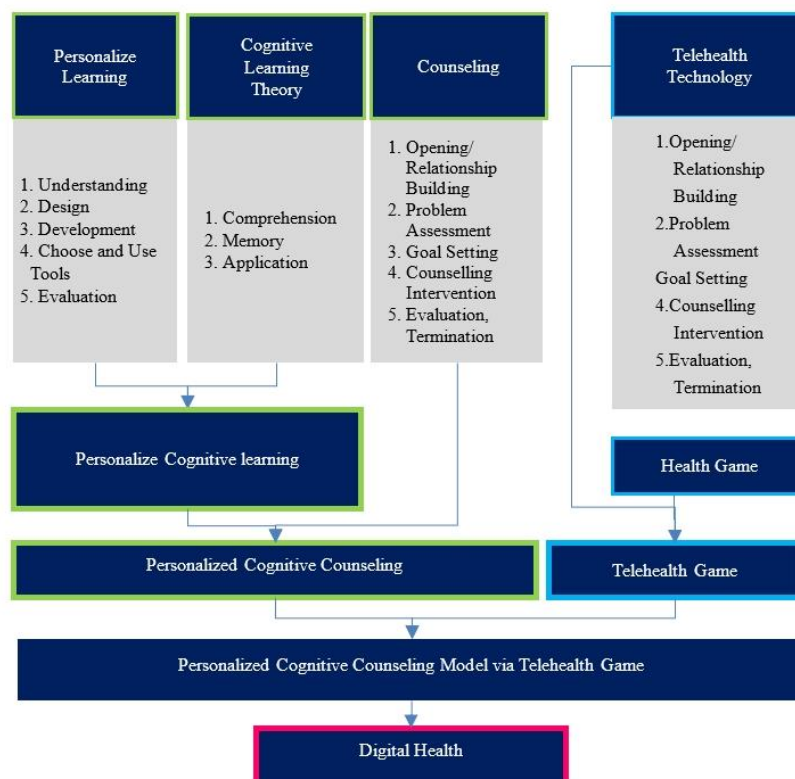 Personalize
Learning
1. Understanding
2. Design
3. Development
4. Choose and Use
Tools
5. Evaluation
Cognitive
Learning
Theory
1. Comprehension
2. Memory
3. Application
Counseling
1. Opening/
Relationship
Building
2. Problem
Assessment
3. Goal Setting
4. Counselling
Intervention
5. Evaluation,
Termination
Telehealth
Technology
1.Opening/
Relationship
Building
2.Problem
Assessment
Goal Setting
4.Counselling
Intervention
5.Evaluation,
Termination
Personalize Cognitive learning
Health Game
Personalized Cognitive Counseling
Telehealth Game
Personalized Cognitive Counseling Model via Telehealth Game
Digital Health